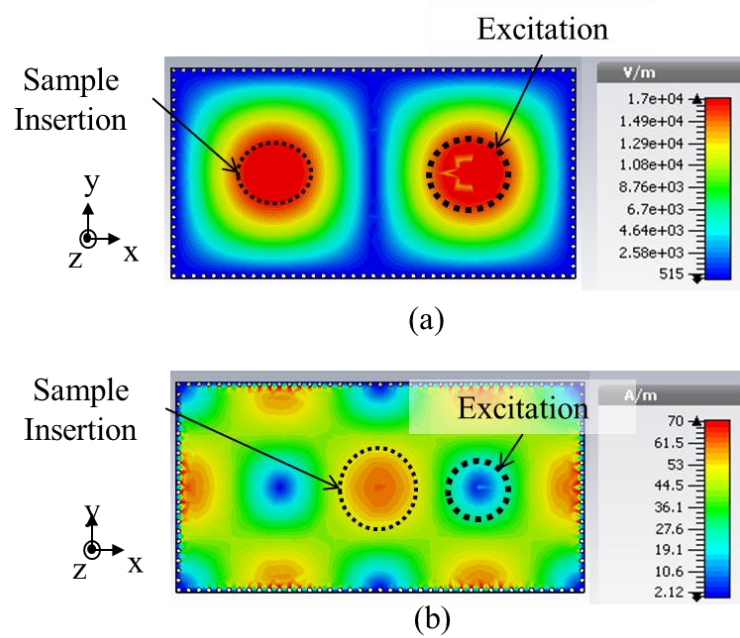 Excitation
Sample
Insertion
V/m
1.7e+04
1.49e+04
1.29e+04
1.08e+04
8.76e+03
6.7e+03
4.64e+03
2.58e+03
515
y
z
x
(a)
Sample
Insertion
Excitation
A/m
70
61.5
53
44.5
36.1
27.6
19.1
10.6
2.12
y
z
x
(b)